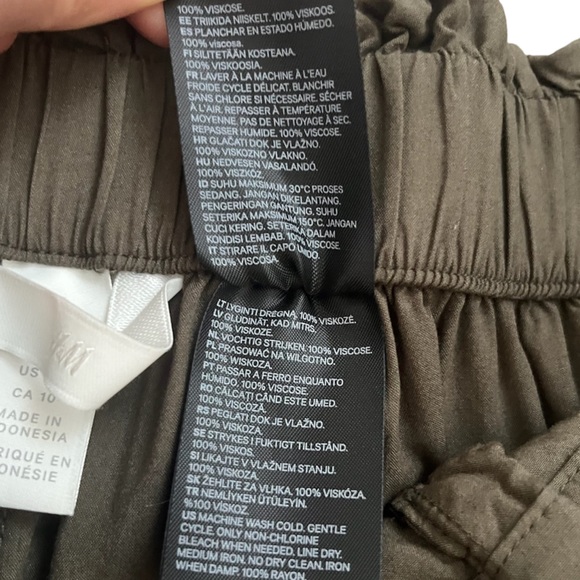 100% VISKOSE.
EE TRIIKIDA NIISKELT. 100% VISKOOS.
ES PLANCHAR EN ESTADO HÚMEDO.
100% viscosa.
FI SILITETÄÄN KOSTEANA.
100% VISKOOSIA.
FR LAVER À LA MACHINE À L'EAU
FROIDE CYCLE DÉLICAT. BLANCHIR
SANS CHLORE SI NÉCESSAIRE. SÉCHER
À PLAT. REPASSER À TEMPÉRATURE
MOYENNE. PAS DE NETTOYAGE À SEC.
REPASSER HUMIDE. 100% VISCOSE.
HR GLAČATI DOK JE VLAŽNO.
100% VISKOZNO VLAKNO.
HU NEDVESEN VASALANDÓ.
100% VISZKÓZ.
ID SUHU MAKSIMUM 30°C PROSES
SEDANG. JANGAN DIKELANTANG.
PENGERINGAN GANTUNG. SUHU
SETERIKA MAKSIMUM 150°C. JANGAN
CUCI KERING. SETERIKA DALAM
KONDISI LEMBAB. 100% VISCOSE
IT STIRARE IL CAPO UMIDO.
100% VISCOSA.
LT LYGINTI DRĖGNĄ. 100% VISKOZĖ.
LV GLUDINĀT, KAD MITRS.
100% VISKOZE.
NL VOCHTIG STRIJKEN. 100% VISCOSE.
PL PRASOWAĆ NA WILGOTNO.
100% WISKOZA.
PT PASSAR A FERRO ENQUANTO
HÚMIDO. 100% VISCOSE.
RO CĂLCAȚI CÂND ESTE UMED.
100% VISCOZĂ.
RS PEGLATI DOK JE VLAŽNO.
100% VISKOZA.
SE STRYKES I FUKTIGT TILLSTÅND.
100% VISKOS.
SI LIKAJTE V VLAŽNEM STANJU.
100% VISKOZA.
SK ŽEHLITE ZA VLHKA. 100% VISKÓZA.
TR NEMLİYKEN ÜTÜLEYİN.
%100 VİSKOZ.
US MACHINE WASH COLD. GENTLE
CYCLE. ONLY NON-CHLORINE
BLEACH WHEN NEEDED. LINE DRY.
MEDIUM IRON. NO DRY CLEAN. IRON
WHEN DAMP. 100% RAYON.
US
CA 10
MADE IN